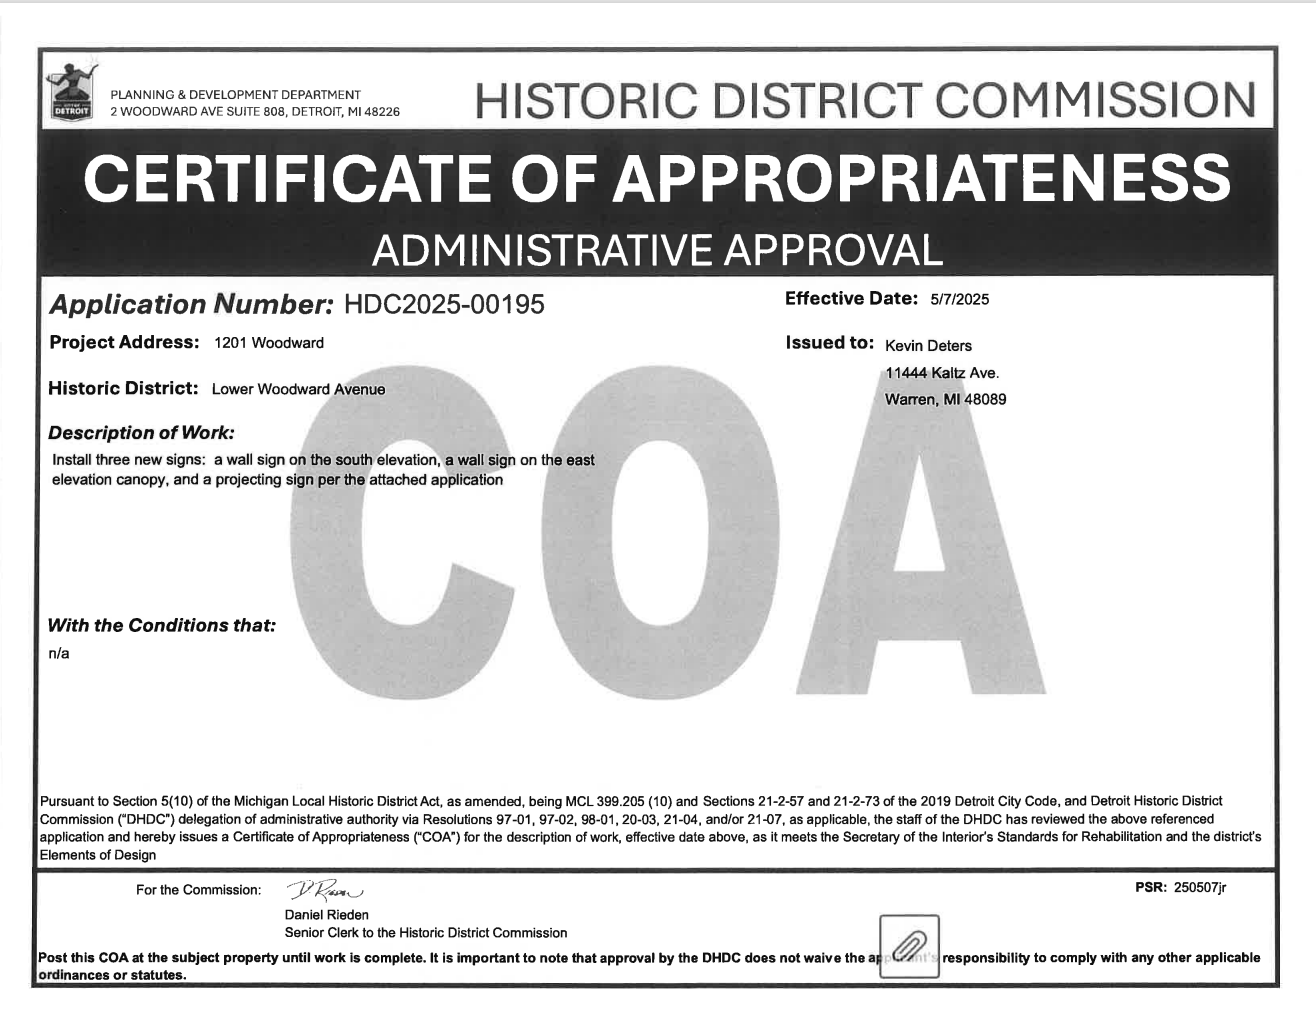 CITY OF
DETROIT
PLANNING & DEVELOPMENT DEPARTMENT
2 WOODWARD AVE SUITE 808, DETROIT, MI 48226
HISTORIC DISTRICT COMMISSION
CERTIFICATE OF APPROPRIATENESS
ADMINISTRATIVE APPROVAL
Application Number: HDC2025-00195
Effective Date: 5/7/2025
Project Address: 1201 Woodward
Issued to: Kevin Deters
11444 Kaltz Ave.
Warren, MI 48089
Historic District: Lower Woodward Avenue
COA
Description of Work:
Install three new signs: a wall sign on the south elevation, a wall sign on the east
elevation canopy, and a projecting sign per the attached application
With the Conditions that:
n/a
Pursuant to Section 5(10) of the Michigan Local Historic District Act, as amended, being MCL 399.205 (10) and Sections 21-2-57 and 21-2-73 of the 2019 Detroit City Code, and Detroit Historic District
Commission ("DHDC") delegation of administrative authority via Resolutions 97-01, 97-02, 98-01, 20-03, 21-04, and/or 21-07, as applicable, the staff of the DHDC has reviewed the above referenced
application and hereby issues a Certificate of Appropriateness ("COA") for the description of work, effective date above, as it meets the Secretary of the Interior's Standards for Rehabilitation and the district's
Elements of Design
For the Commission: D. Rieden
PSR: 250507jr
Daniel Rieden
Senior Clerk to the Historic District Commission
Post this COA at the subject property until work is complete. It is important to note that approval by the DHDC does not waive the applicant's responsibility to comply with any other applicable
ordinances or statutes.